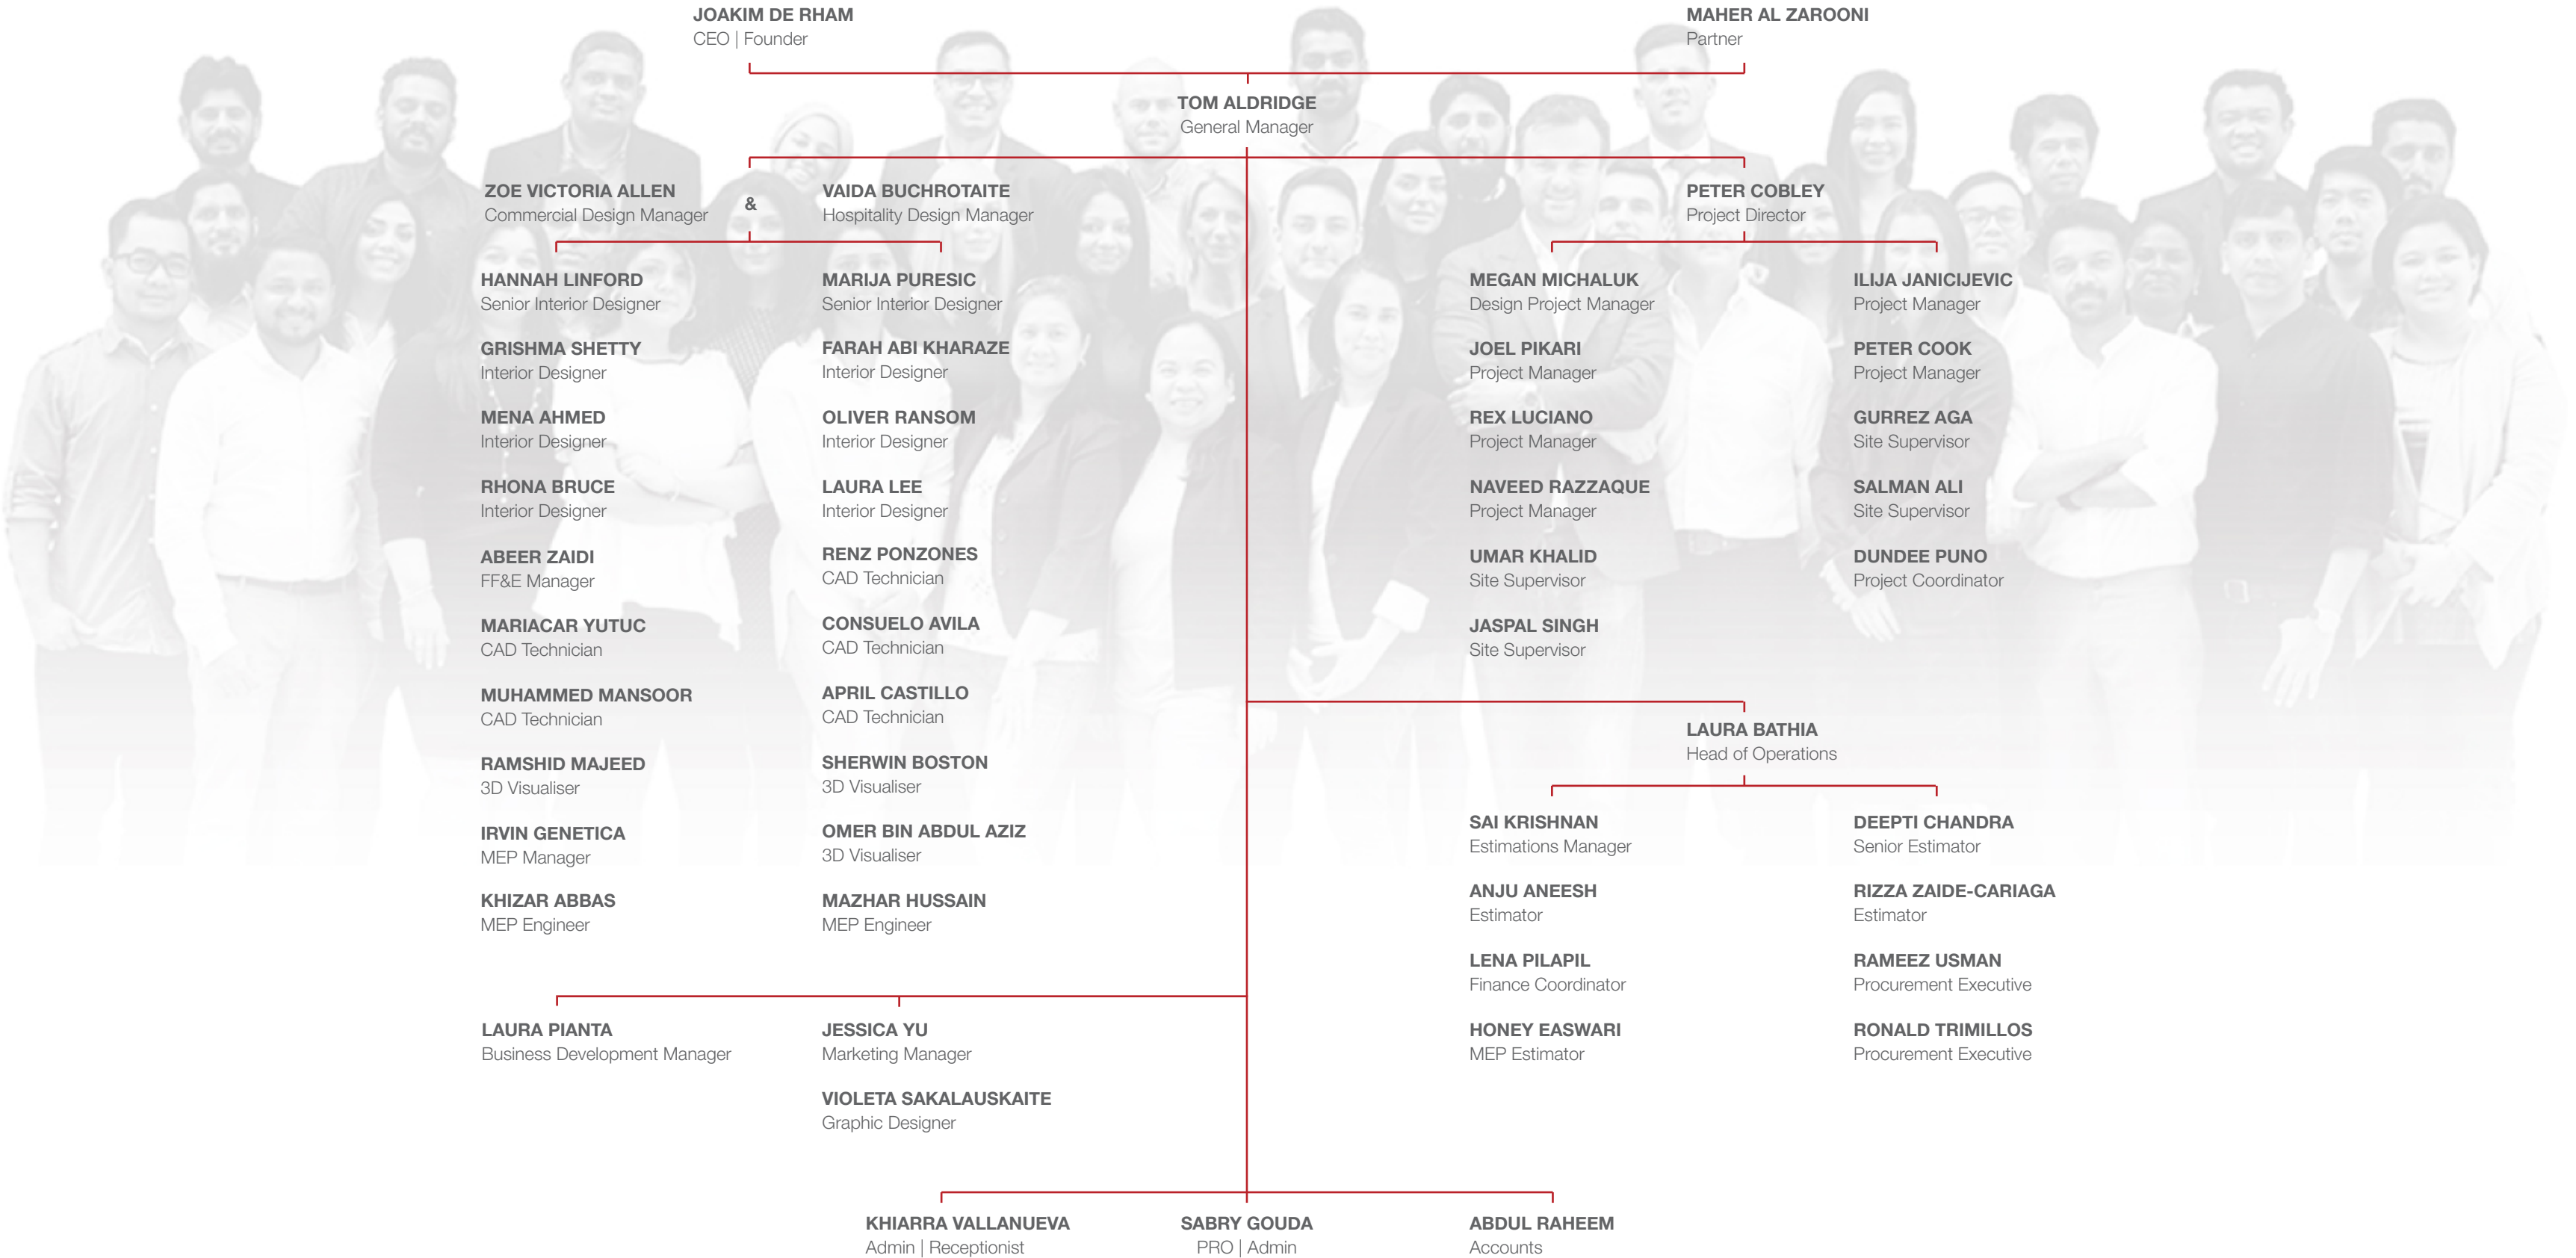 JOAKIM DE RHAM
CEO | Founder
MAHER AL ZAROONI
Partner
TOM ALDRIDGE
General Manager
ZOE VICTORIA ALLEN
Commercial Design Manager
&
VAIDA BUCHROTAITE
Hospitality Design Manager
PETER COBLEY
Project Director
HANNAH LINFORD
Senior Interior Designer
GRISHMA SHETTY
Interior Designer
MENA AHMED
Interior Designer
RHONA BRUCE
Interior Designer
ABEER ZAIDI
FF&E Manager
MARIACAR YUTUC
CAD Technician
MUHAMMED MANSOOR
CAD Technician
RAMSHID MAJEED
3D Visualiser
IRVIN GENETICA
MEP Manager
KHIZAR ABBAS
MEP Engineer
MARIJA PURESIC
Senior Interior Designer
FARAH ABI KHARAZE
Interior Designer
OLIVER RANSOM
Interior Designer
LAURA LEE
Interior Designer
RENZ PONZONES
CAD Technician
CONSUELO AVILA
CAD Technician
APRIL CASTILLO
CAD Technician
SHERWIN BOSTON
3D Visualiser
OMER BIN ABDUL AZIZ
3D Visualiser
MAZHAR HUSSAIN
MEP Engineer
MEGAN MICHALUK
Design Project Manager
JOEL PIKARI
Project Manager
REX LUCIANO
Project Manager
NAVEED RAZZAQUE
Project Manager
UMAR KHALID
Site Supervisor
JASPAL SINGH
Site Supervisor
ILIJA JANICIJEVIC
Project Manager
PETER COOK
Project Manager
GURREZ AGA
Site Supervisor
SALMAN ALI
Site Supervisor
DUNDEE PUNO
Project Coordinator
LAURA BATHIA
Head of Operations
SAI KRISHNAN
Estimations Manager
ANJU ANEESH
Estimator
LENA PILAPIL
Finance Coordinator
HONEY EASWARI
MEP Estimator
DEEPTI CHANDRA
Senior Estimator
RIZZA ZAIDE-CARIAGA
Estimator
RAMEEZ USMAN
Procurement Executive
RONALD TRIMILLOS
Procurement Executive
LAURA PIANTA
Business Development Manager
JESSICA YU
Marketing Manager
VIOLETA SAKALAUSKAITE
Graphic Designer
KHIARRA VALLANUEVA
Admin | Receptionist
SABRY GOUDA
PRO | Admin
ABDUL RAHEEM
Accounts